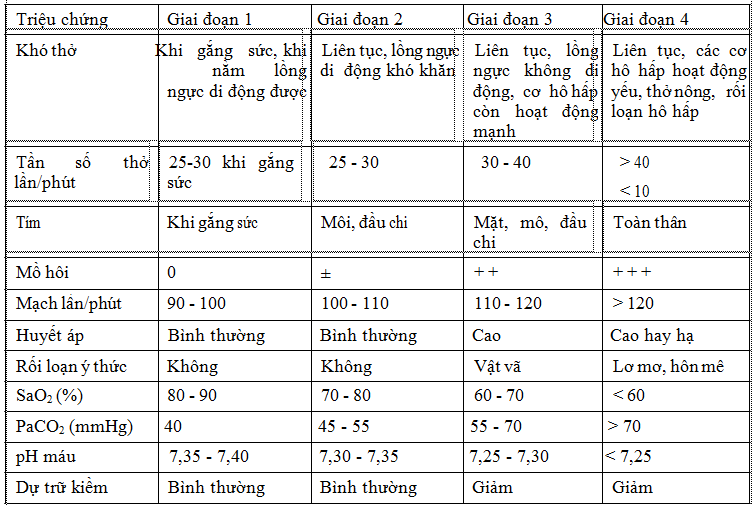 Triệu chứng Giai đoạn 1 Giai đoạn 2 Giai đoạn 3 Giai đoạn 4
Khó thở
Khi gắng sức, khi
nằm lồng
ngực di động được
Liên tục, lồng ngực
di động khó khăn
Liên tục, lồng
ngực không di
động, cơ hô hấp
còn hoạt động
mạnh
Liên tục, các cơ
hô hấp hoạt động
yếu, thở nông, rối
loạn hô hấp
Tần số thở
lần/phút
25-30 khi gắng
sức
25 - 30
30 - 40
> 40
< 10
Tím
Khi gắng sức
Môi, đầu chi
Mặt, mô, đầu
chi
Toàn thân
Mồ hôi 0 ± + + + + +
Mạch lần/phút 90 - 100 100 - 110 110 - 120 > 120
Huyết áp Bình thường Bình thường Cao Cao hay hạ
Rối loạn ý thức Không Không Vật vã Lơ mơ, hôn mê
SaO2 (%) 80 - 90 70 - 80 60 - 70 < 60
PaCO2 (mmHg) 40 45 - 55 55 - 70 > 70
pH máu 7,35 - 7,40 7,30 - 7,35 7,25 - 7,30 < 7,25
Dự trữ kiềm Bình thường Bình thường Giảm Giảm